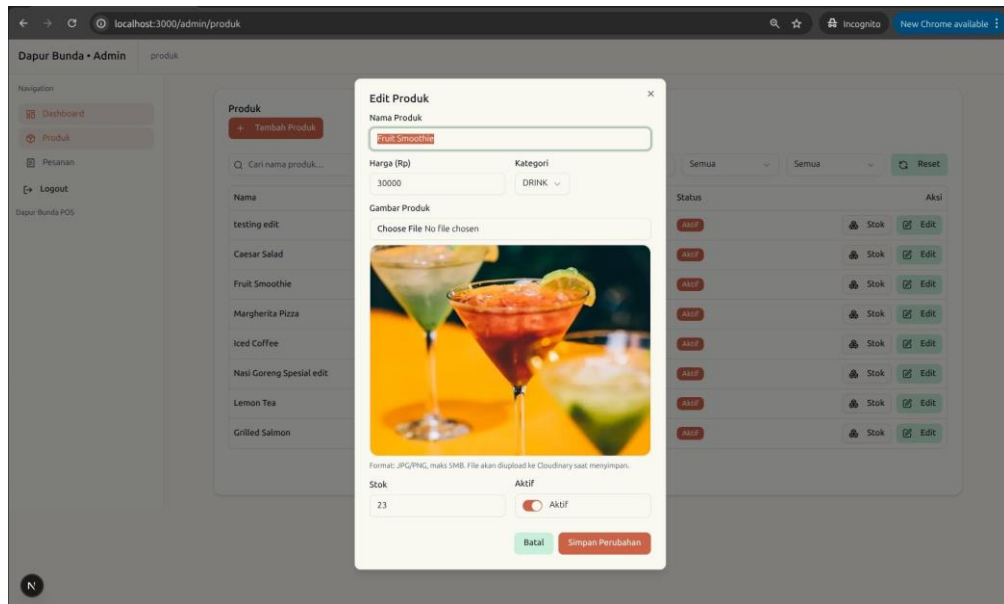 localhost:3000/admin/produk
Incognito
New Chrome available
Dapur Bunda • Admin
produk
Navigation
Dashboard
Produk
Pesanan
Logout
Dapur Bunda POS
Produk
+ Tambah Produk
Cari nama produk...
Semua
Semua
Reset
Nama
Status
Aksi
testing edit
Aktif
Stok
Edit
Caesar Salad
Aktif
Stok
Edit
Fruit Smoothie
Aktif
Stok
Edit
Margherita Pizza
Aktif
Stok
Edit
Iced Coffee
Aktif
Stok
Edit
Nasi Goreng Spesial edit
Aktif
Stok
Edit
Lemon Tea
Aktif
Stok
Edit
Grilled Salmon
Aktif
Stok
Edit
Edit Produk
Nama Produk
Fruit Smoothie
Harga (Rp)
Kategori
30000
DRINK
Gambar Produk
Choose File No file chosen
Format: JPG/PNG, maks 5MB. File akan diupload ke Cloudinary saat menyimpan.
Stok
Aktif
23
Aktif
Batal
Simpan Perubahan
N